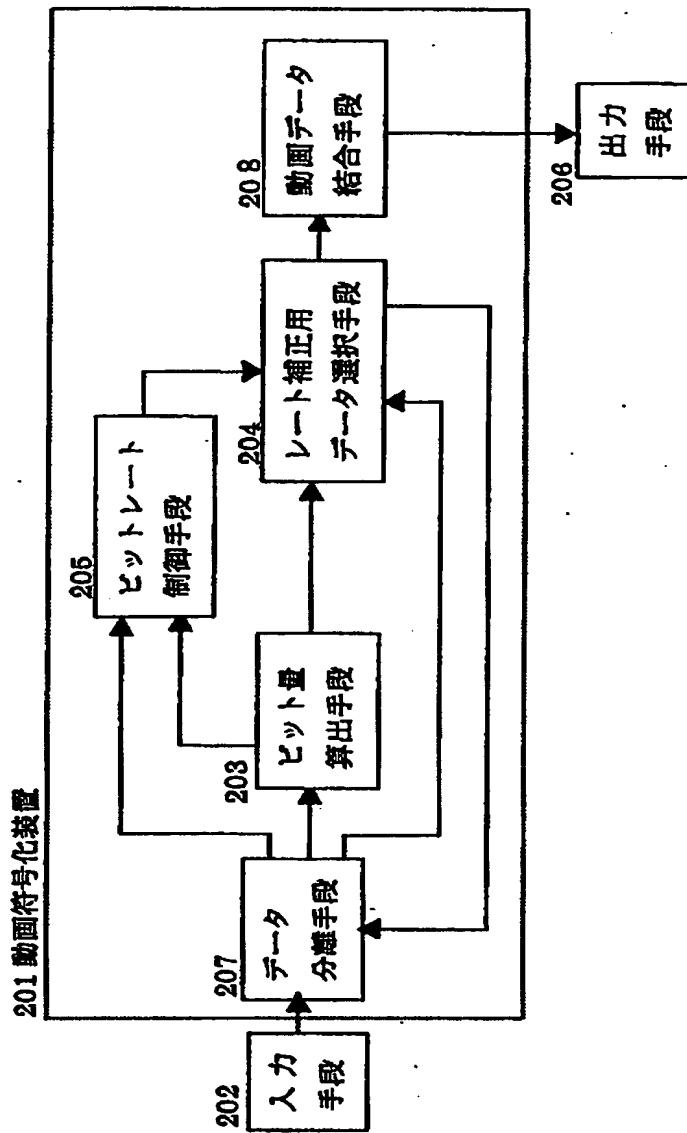 201 動画符号化装置
202
入力
手段
207
データ
分離手段
203
ビット量
算出手段
205
ビットレート
制御手段
204
レート補正用
データ選択手段
208
動画データ
結合手段
206
出力
手段